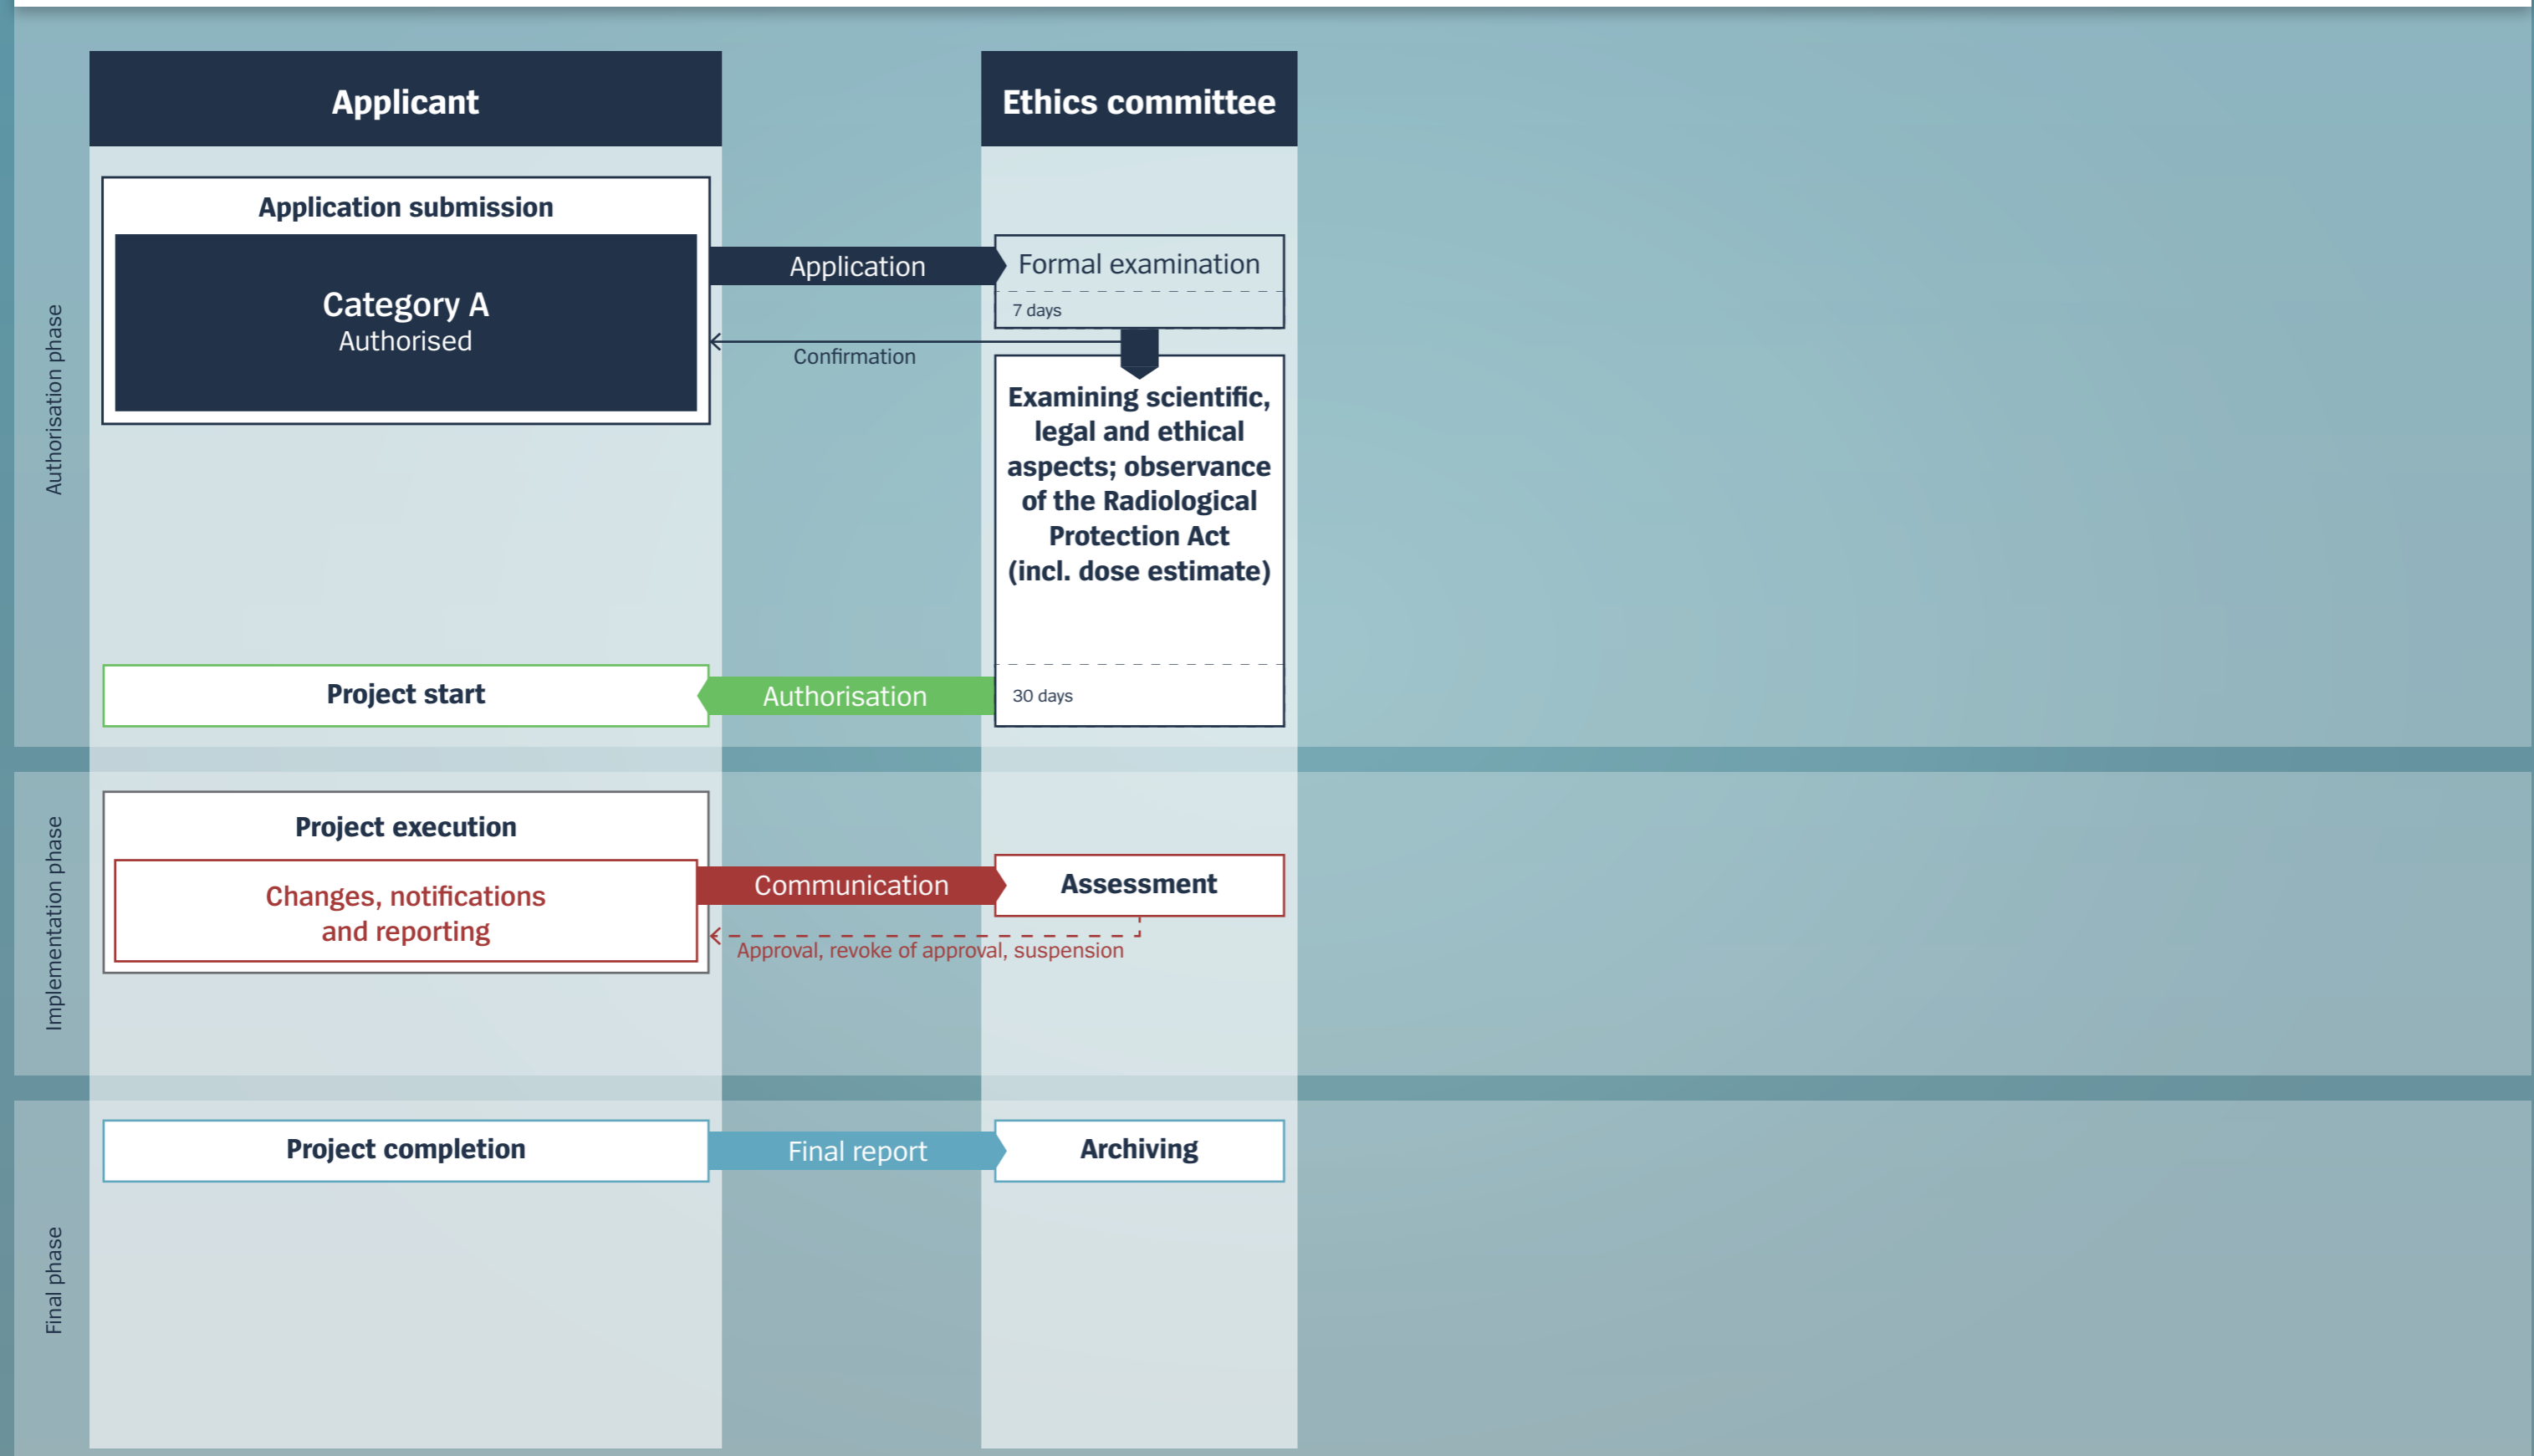 Applicant
Ethics committee
Authorisation phase
Application submission
Category A
Authorised
Application
Formal examination
7 days
Confirmation
Examining scientific,
legal and ethical
aspects; observance
of the Radiological
Protection Act
(incl. dose estimate)
30 days
Authorisation
Project start
Implementation phase
Project execution
Changes, notifications
and reporting
Communication
Assessment
Approval, revoke of approval, suspension
Final phase
Project completion
Final report
Archiving